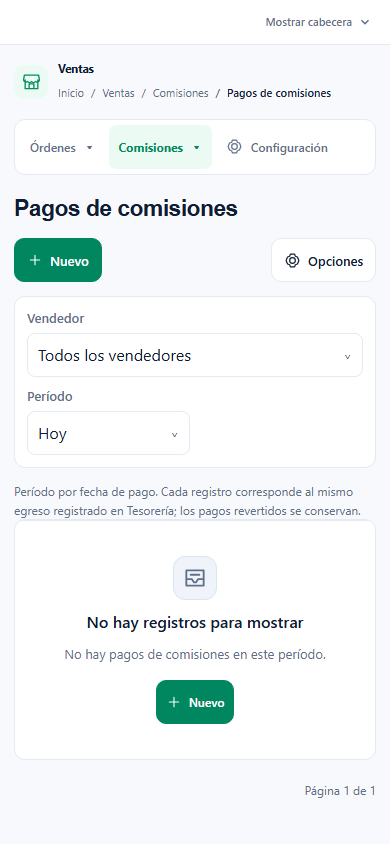 Mostrar cabecera
Ventas
Inicio / Ventas / Comisiones / Pagos de comisiones
Órdenes
Comisiones
Configuración
Pagos de comisiones
Nuevo
Opciones
Vendedor
Todos los vendedores
Período
Hoy
Período por fecha de pago. Cada registro corresponde al mismo
egreso registrado en Tesorería; los pagos revertidos se conservan.
No hay registros para mostrar
No hay pagos de comisiones en este período.
Nuevo
Página 1 de 1